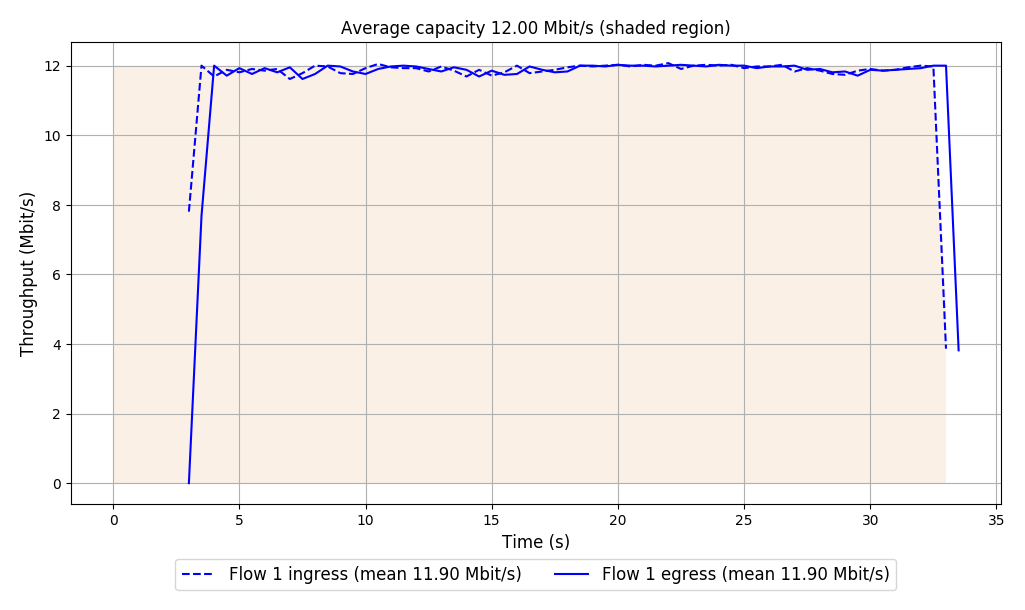 Average capacity 12.00 Mbit/s (shaded region)
Throughput (Mbit/s)
12
10
8
6
4
2
0
0 5 10 15 20 25 30 35
Time (s)
Flow 1 ingress (mean 11.90 Mbit/s) Flow 1 egress (mean 11.90 Mbit/s)